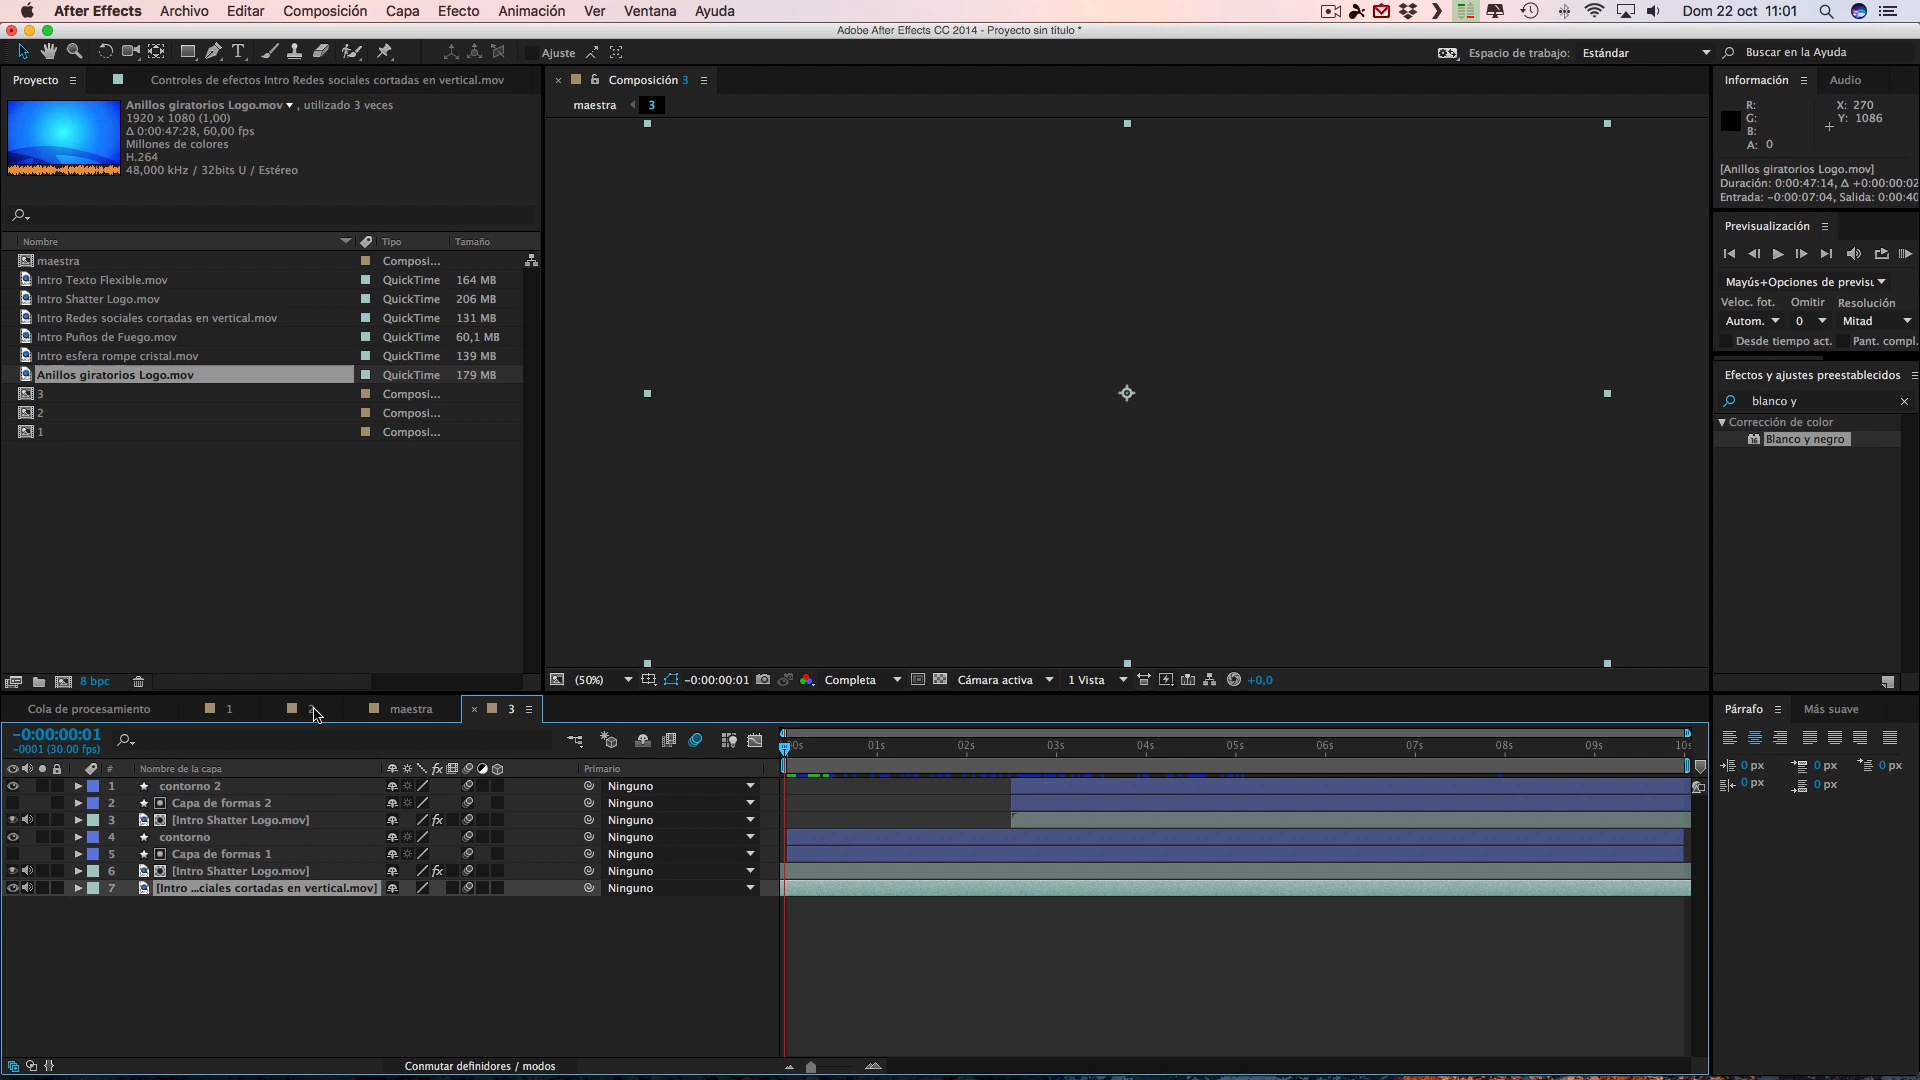 After Effects Archivo Editar Composición Capa Efecto Animación Ver Ventana Ayuda Dom 22 oct 11:01
Adobe After Effects CC 2014 - Proyecto sin título *
Ajuste Espacio de trabajo: Estándar Buscar en la Ayuda
Proyecto Controles de efectos Intro Redes sociales cortadas en vertical.mov Composición 3 Información Audio
Anillos giratorios Logo.mov , utilizado 3 veces
1920 x 1080 (1,00)
Δ 0:00:47:28, 60,00 fps
Millones de colores
H.264
48,000 kHz / 32bits U / Estéreo
maestra 3
R: X: 270
G: Y: 1086
B:
A: 0
[Anillos giratorios Logo.mov]
Duración: 0:00:47:14, Δ +0:00:00:02
Entrada: -0:00:07:04, Salida: 0:00:40
Nombre Tipo Tamaño
maestra Composi...
Intro Texto Flexible.mov QuickTime 164 MB
Intro Shatter Logo.mov QuickTime 206 MB
Intro Redes sociales cortadas en vertical.mov QuickTime 131 MB
Intro Puños de Fuego.mov QuickTime 60,1 MB
Intro esfera rompe cristal.mov QuickTime 139 MB
Anillos giratorios Logo.mov QuickTime 179 MB
3 Composi...
2 Composi...
1 Composi...
8 bpc
Previsualización
Mayús+Opciones de previsu
Veloc. fot. Omitir Resolución
Autom. 0 Mitad
Desde tiempo act. Pant. compl.
Efectos y ajustes preestablecidos
blanco y
Corrección de color
16 Blanco y negro
(50%) -0:00:00:01 Completa Cámara activa 1 Vista +0,0
Cola de procesamiento 1 2 maestra 3
-0:00:00:01
-0001 (30.00 fps)
:00s 01s 02s 03s 04s 05s 06s 07s 08s 09s 10s
# Nombre de la capa fx Primario
1 contorno 2 Ninguno
2 Capa de formas 2 Ninguno
3 [Intro Shatter Logo.mov] fx Ninguno
4 contorno Ninguno
5 Capa de formas 1 Ninguno
6 [Intro Shatter Logo.mov] fx Ninguno
7 [Intro ...ciales cortadas en vertical.mov] Ninguno
Conmutar definidores / modos
Párrafo Más suave
0 px 0 px 0 px
0 px 0 px